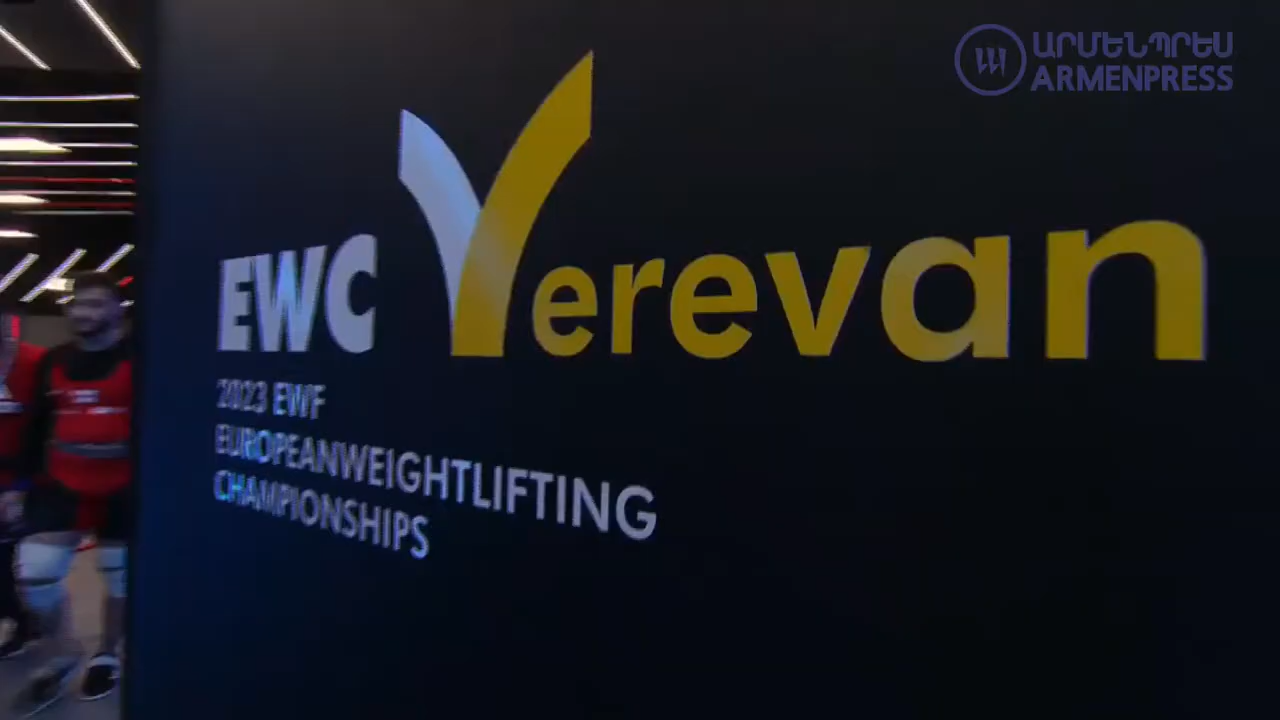 ԱՐՄԵՆՊՐԵՍ
ARMENPRESS
EWC Yerevan
2023 EWF
EUROPEANWEIGHTLIFTING
CHAMPIONSHIPS